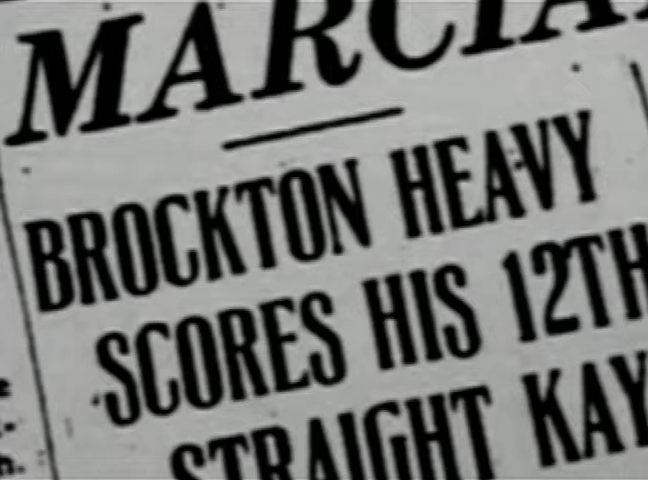 MARCIA
BROCKTON HEAVY
SCORES HIS 12TH
STRAIGHT KAY